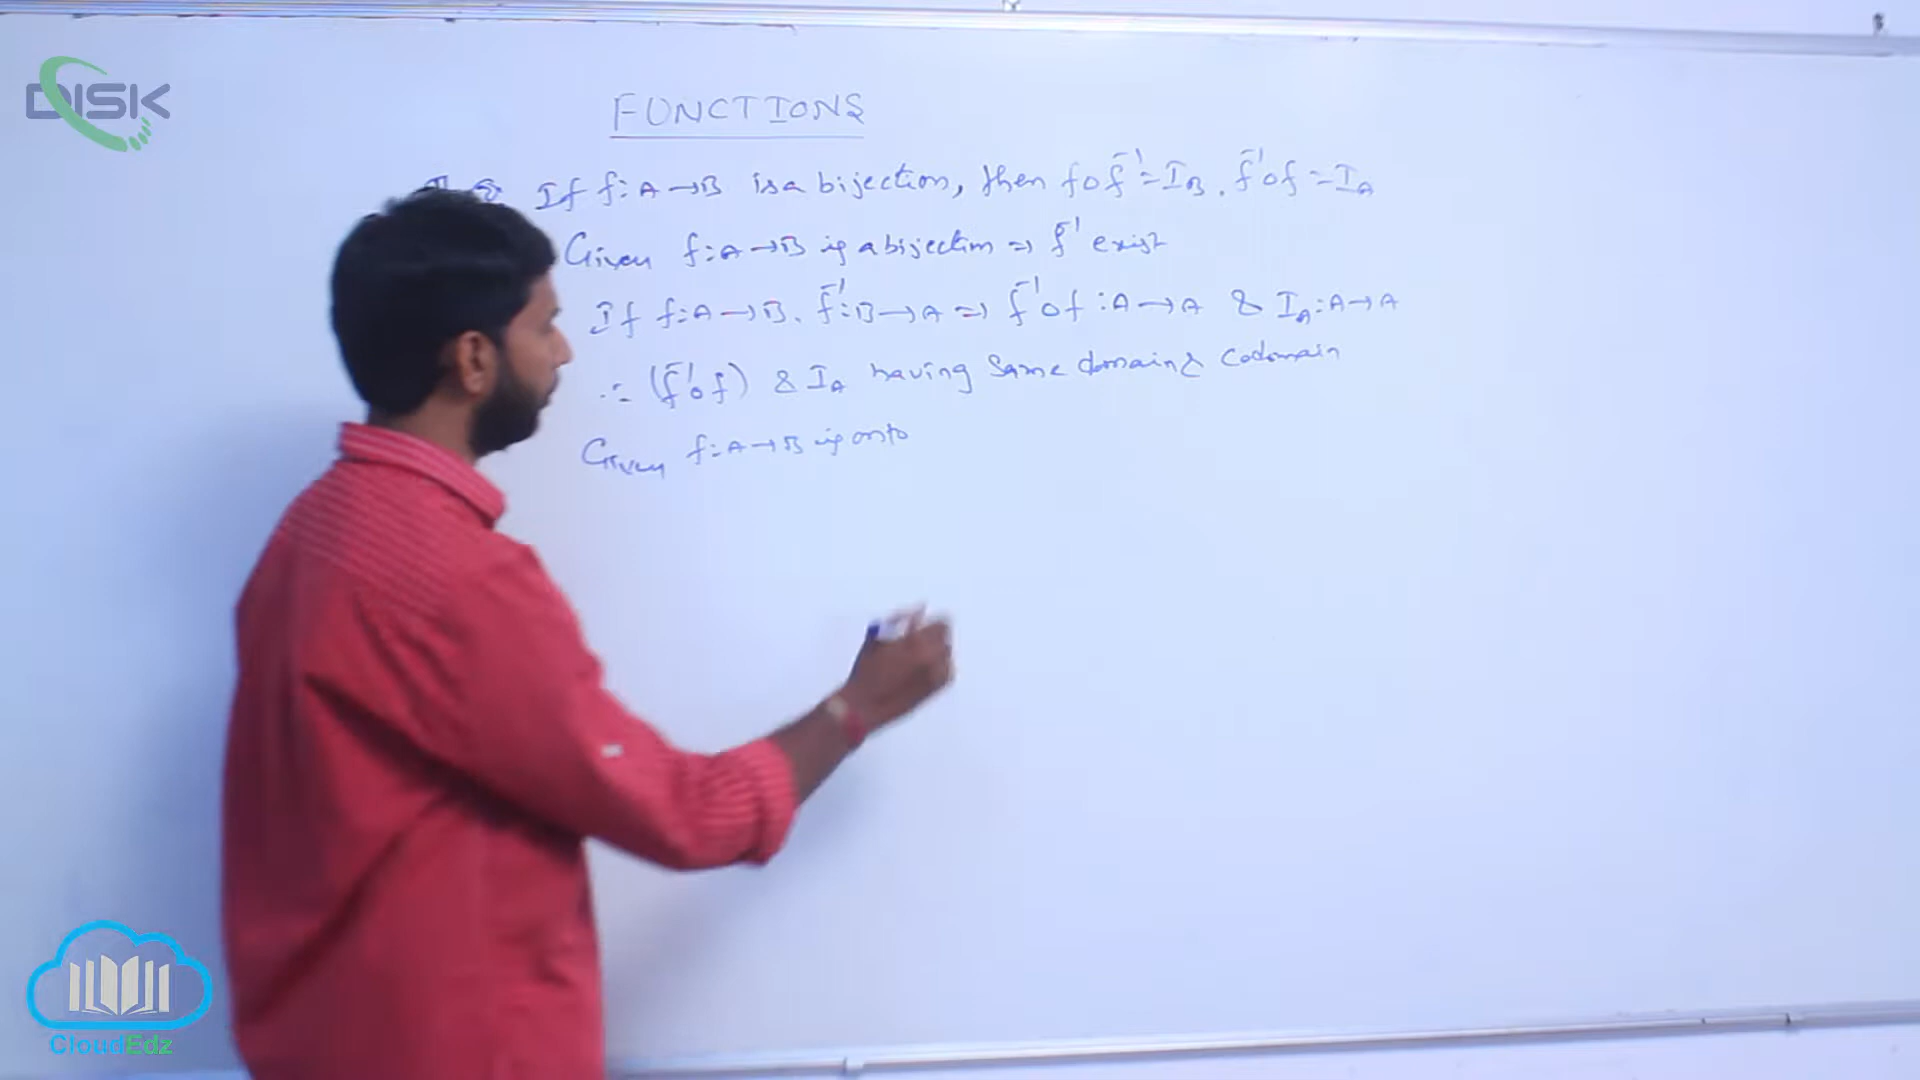 DISK
FUNCTIONS
If f:A→B is a bijection, then fof⁻¹=I_B, f⁻¹of=I_A
Given f:A→B is a bijection ⇒ f⁻¹ exist
If f:A→B, f⁻¹:B→A ⇒ f⁻¹of:A→A & I_A:A→A
∴ (f⁻¹of) & I_A having same domain & codomain
Given f:A→B is onto
CloudEdz